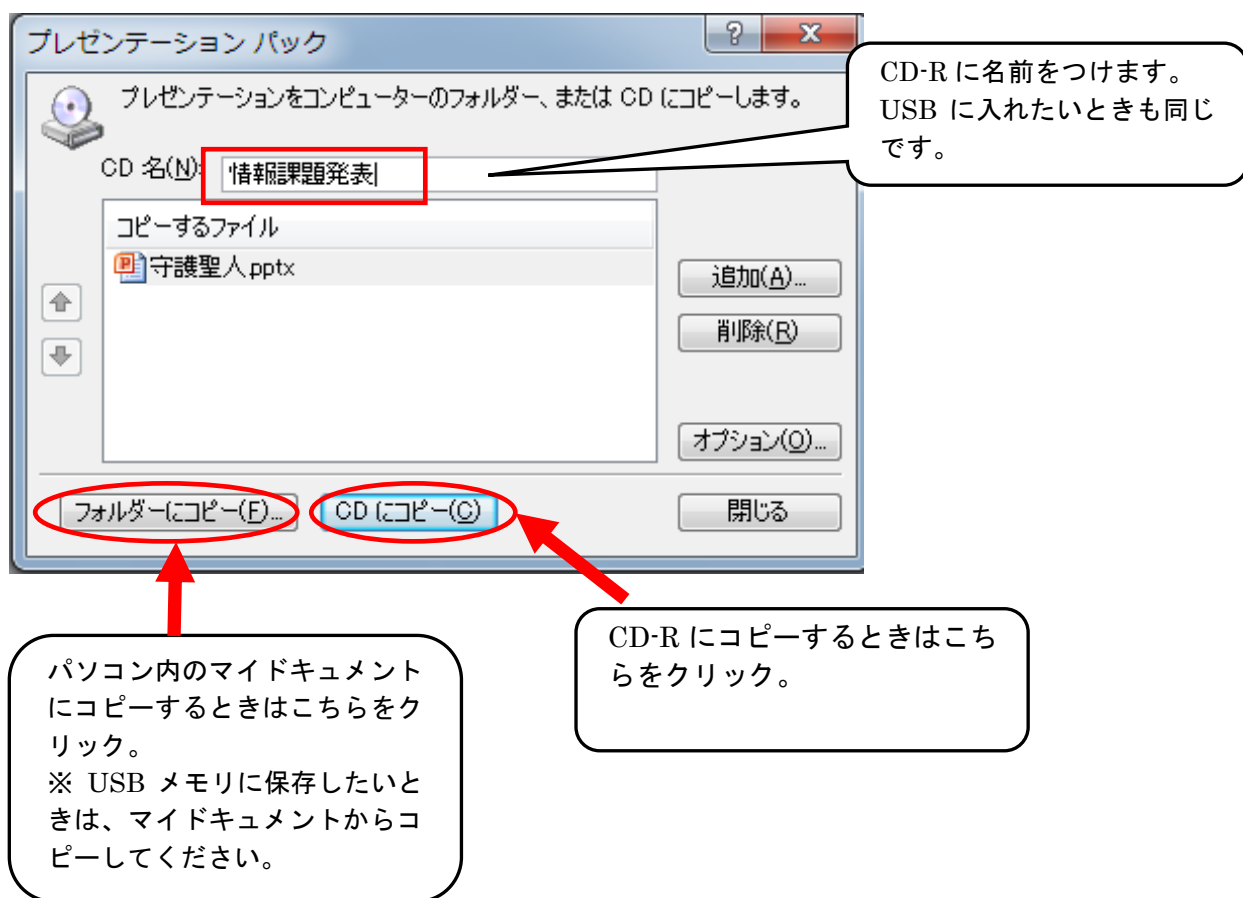 プレゼンテーション パック
プレゼンテーションをコンピューターのフォルダー、または CD にコピーします。
CD 名(N):
情報課題発表
コピーするファイル
守護聖人.pptx
追加(A)...
削除(R)
オプション(O)...
フォルダーにコピー(F)...
CD にコピー(C)
閉じる
CD-R に名前をつけます。
USB に入れたいときも同じ
です。
パソコン内のマイドキュメント
にコピーするときはこちらをク
リック。
※ USB メモリに保存したいと
きは、マイドキュメントからコ
ピーしてください。
CD-R にコピーするときはこち
らをクリック。